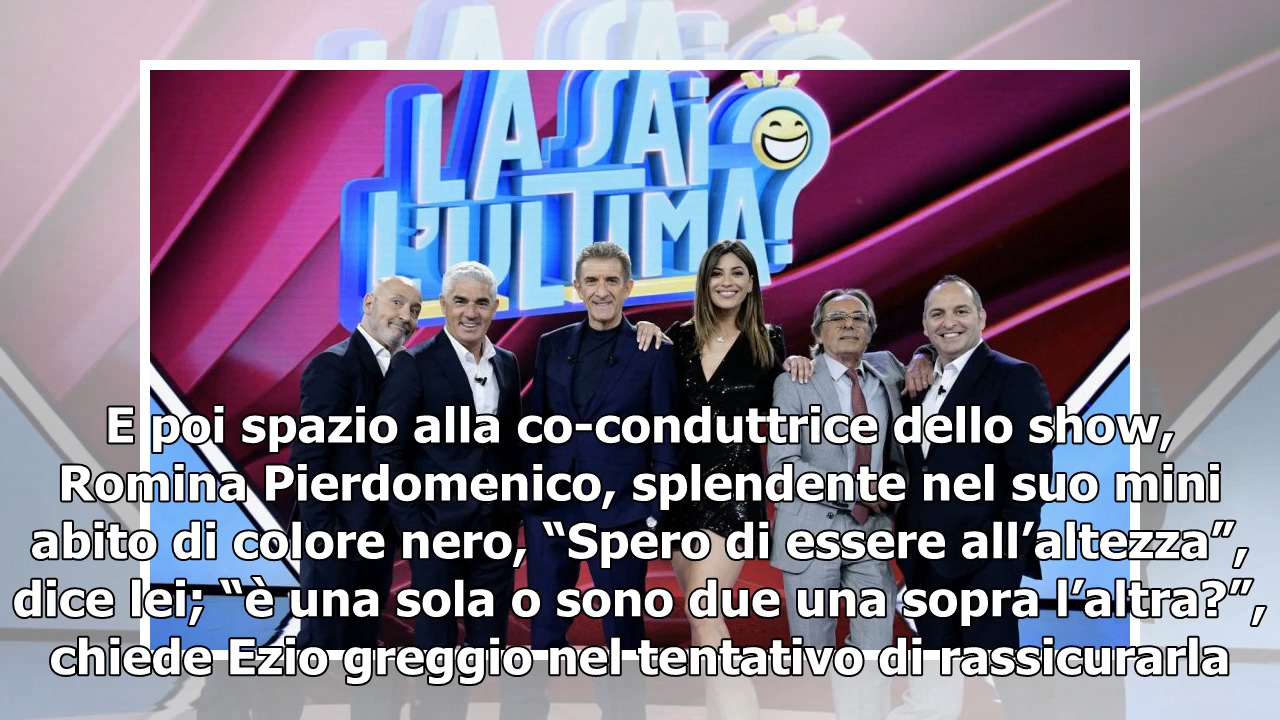 LA SAI
L'ULTIMA?
E poi spazio alla co-conduttrice dello show,
Romina Pierdomenico, splendente nel suo mini
abito di colore nero, “Spero di essere all’altezza”,
dice lei; “è una sola o sono due una sopra l’altra?”,
chiede Ezio greggio nel tentativo di rassicurarla